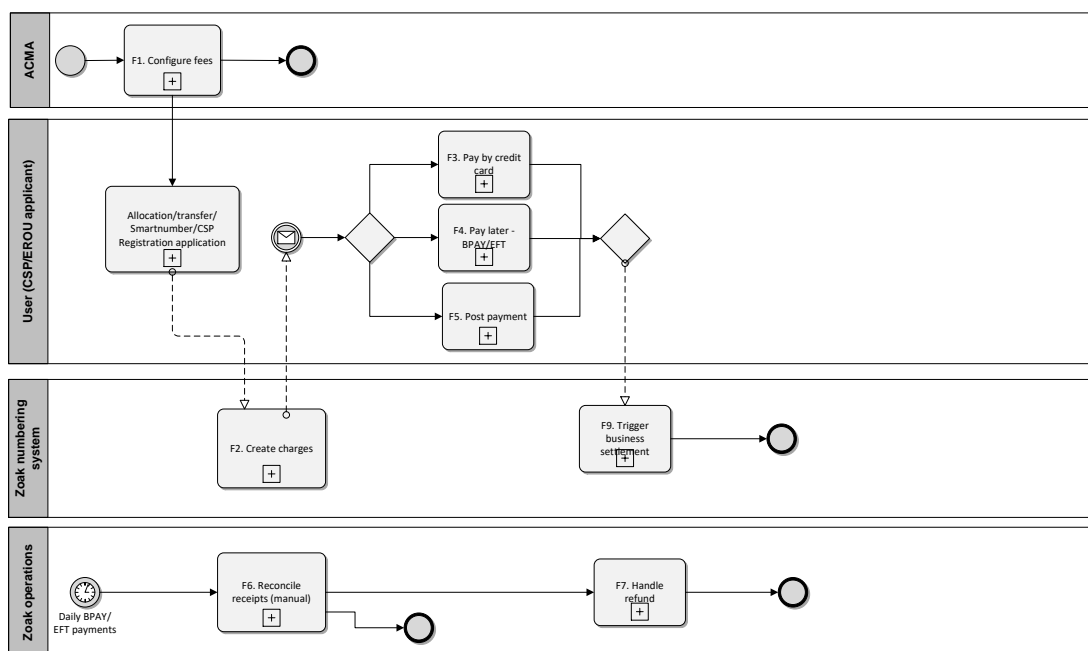 ACMA
F1. Configure fees
User (CSP/EROU applicant)
Allocation/transfer/
Smartnumber/CSP
Registration application
F3. Pay by credit
card
F4. Pay later -
BPAY/EFT
F5. Post payment
Zoak numbering
system
F2. Create charges
F9. Trigger
business
settlement
Zoak operations
Daily BPAY/
EFT payments
F6. Reconcile
receipts (manual)
F7. Handle
refund